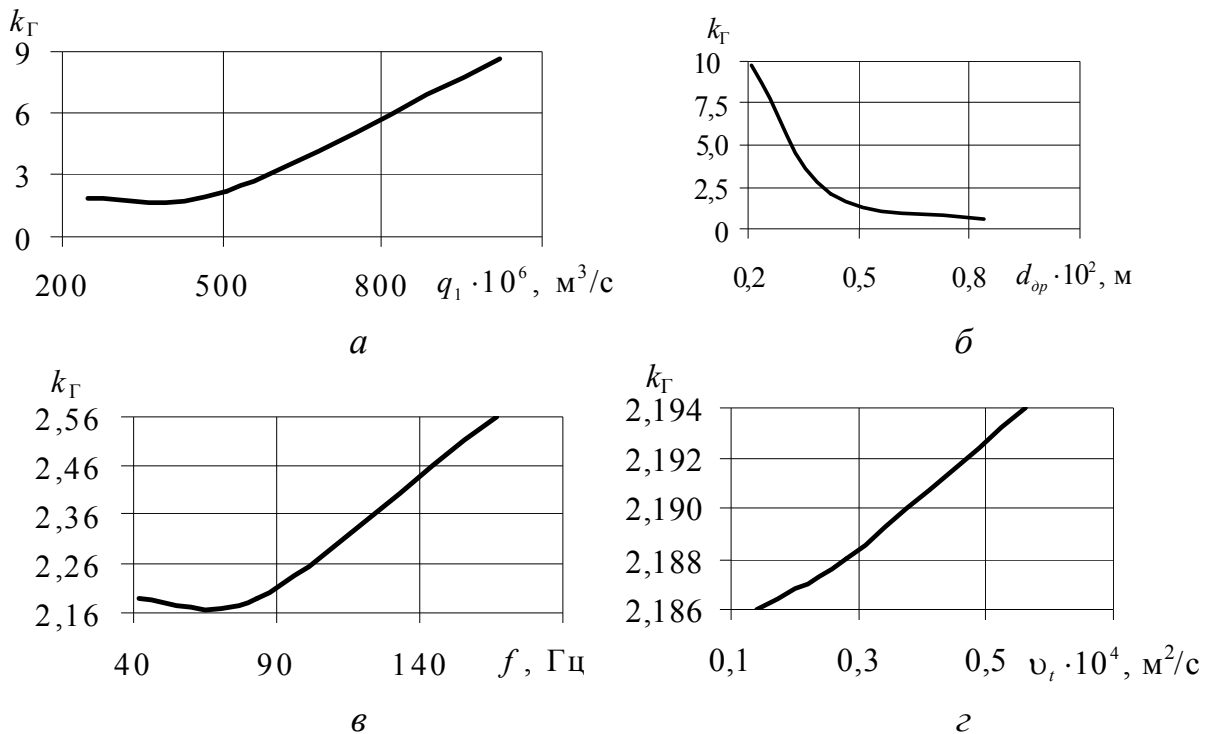 k_Г
9
6
3
0
200 500 800 q₁ · 10⁶, м³/с
а
k_Г
10
7,5
5,0
2,5
0
0,2 0,5 0,8 d_др · 10², м
б
k_Г
2,56
2,46
2,36
2,26
2,16
40 90 140 f, Гц
в
k_Г
2,194
2,192
2,190
2,188
2,186
0,1 0,3 0,5 υ_t · 10⁴, м²/с
г